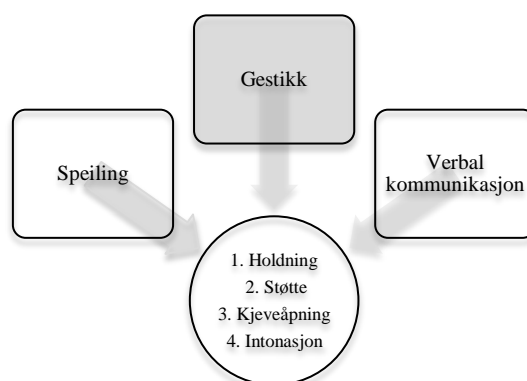 Gestikk
Speiling
Verbal
kommunikasjon
1. Holdning
2. Støtte
3. Kjeveåpning
4. Intonasjon